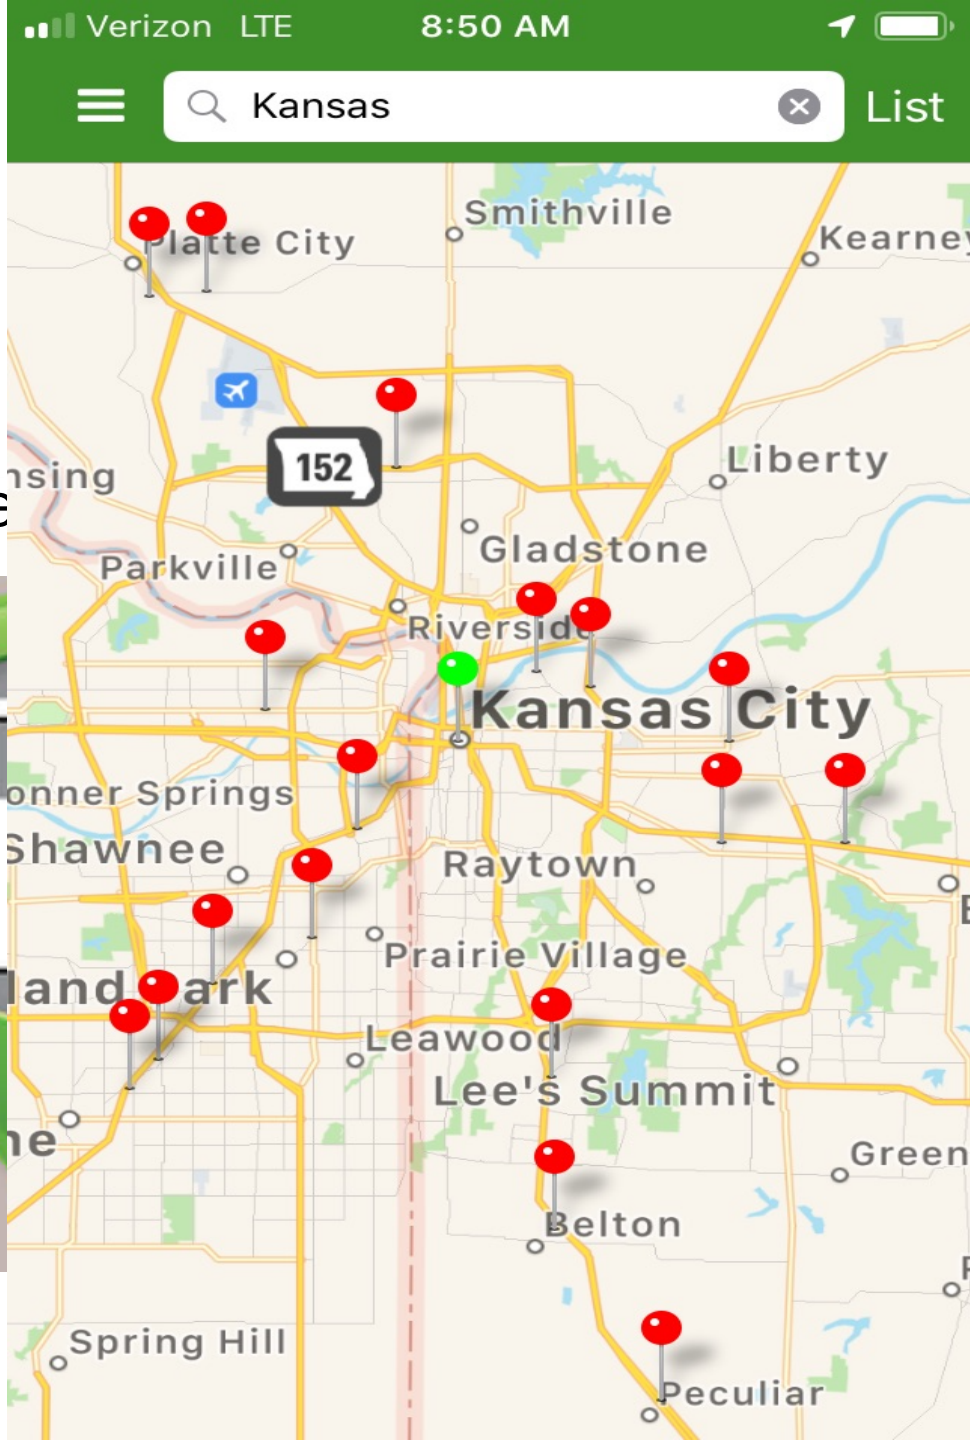 Verizon LTE 8:50 AM
Kansas List
Smithville
Platte City
Kearney
152
Liberty
nsing
Gladstone
Parkville
Riverside
Kansas City
onner Springs
Shawnee
Raytown
Prairie Village
land Park
Leawood
Lee's Summit
ne
Green
Belton
Spring Hill
Peculiar